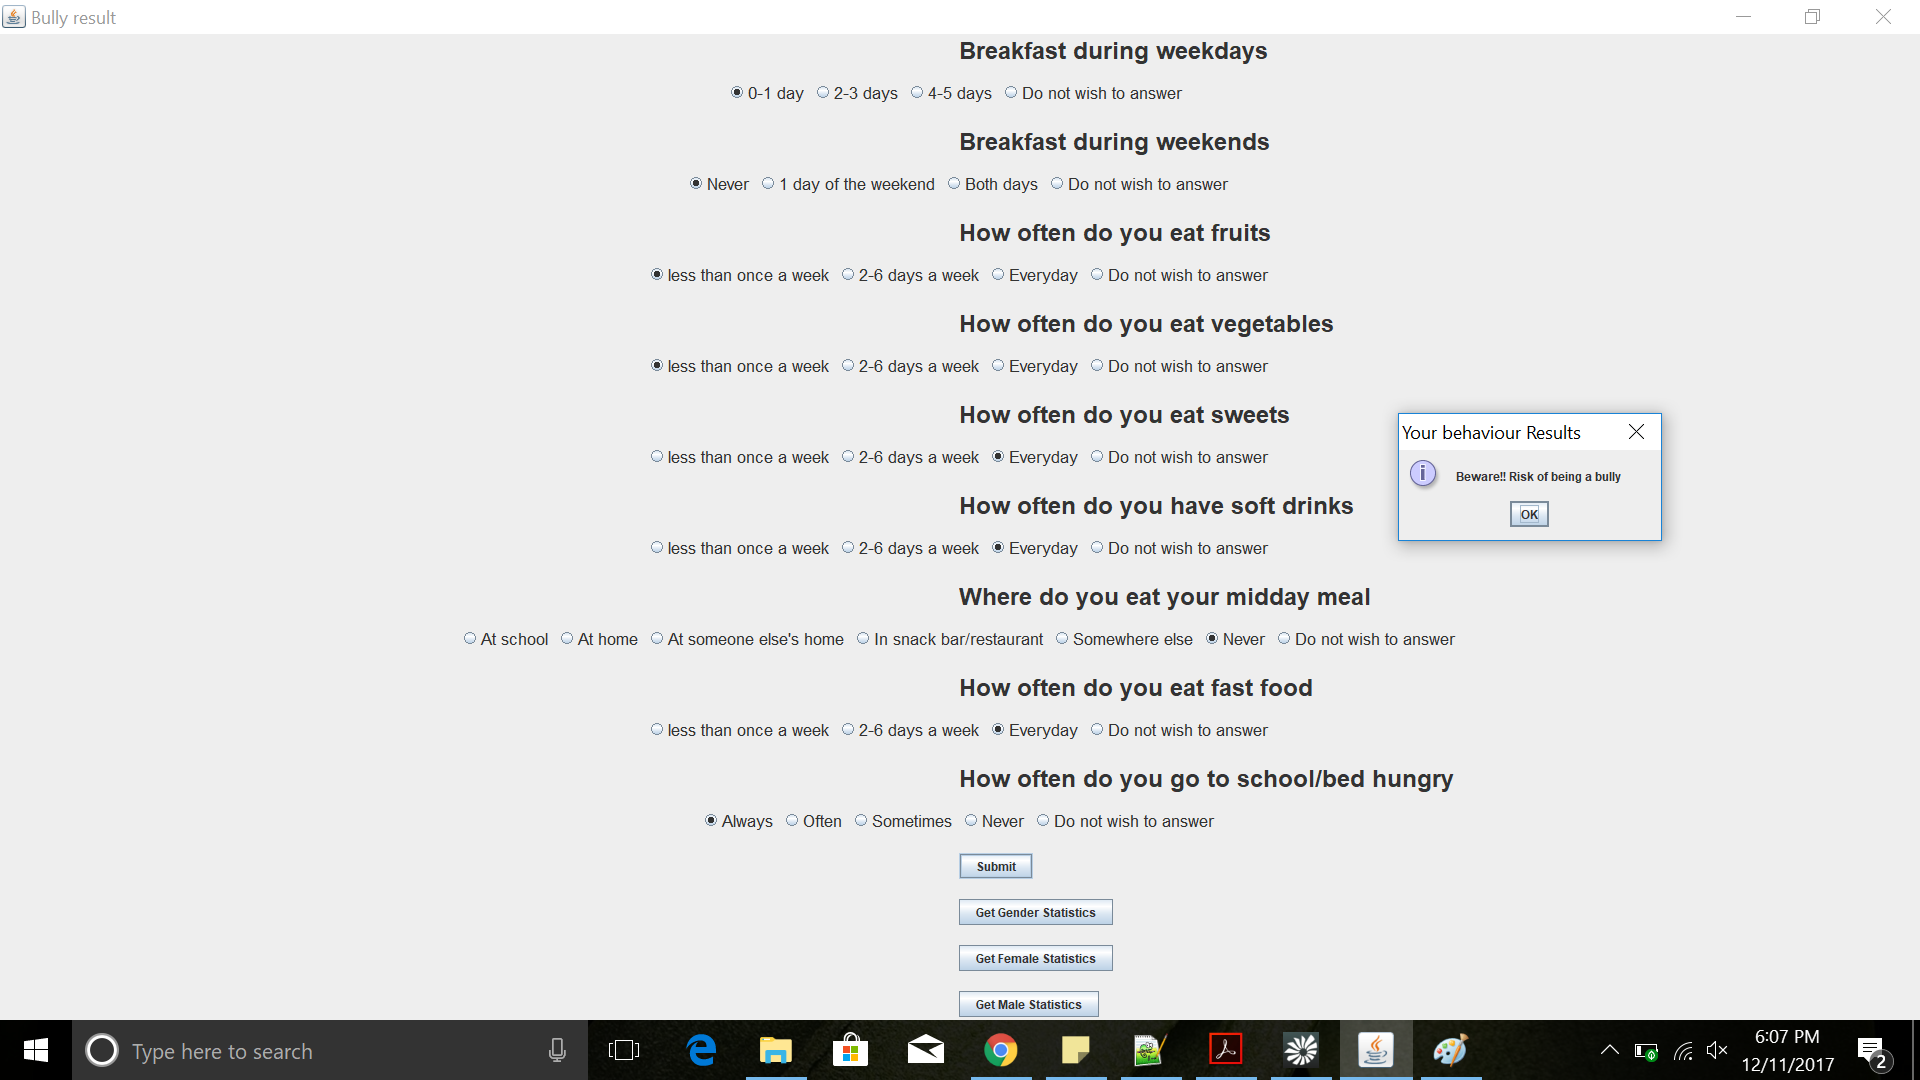 Bully result
Breakfast during weekdays
0-1 day 2-3 days 4-5 days Do not wish to answer
Breakfast during weekends
Never 1 day of the weekend Both days Do not wish to answer
How often do you eat fruits
less than once a week 2-6 days a week Everyday Do not wish to answer
How often do you eat vegetables
less than once a week 2-6 days a week Everyday Do not wish to answer
How often do you eat sweets
less than once a week 2-6 days a week Everyday Do not wish to answer
How often do you have soft drinks
less than once a week 2-6 days a week Everyday Do not wish to answer
Where do you eat your midday meal
At school At home At someone else's home In snack bar/restaurant Somewhere else Never Do not wish to answer
How often do you eat fast food
less than once a week 2-6 days a week Everyday Do not wish to answer
How often do you go to school/bed hungry
Always Often Sometimes Never Do not wish to answer
Submit
Get Gender Statistics
Get Female Statistics
Get Male Statistics
Your behaviour Results
Beware!! Risk of being a bully
OK
Type here to search
6:07 PM
12/11/2017
2